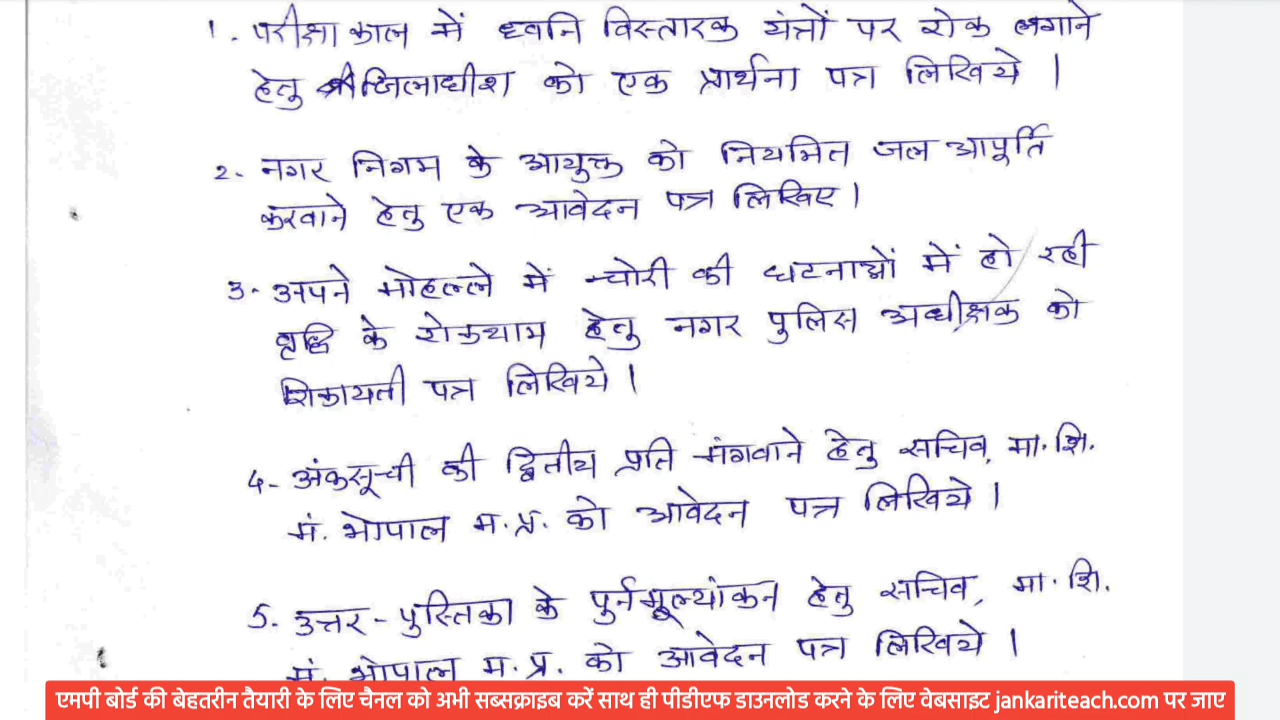 1. परीक्षा काल में ध्वनि विस्तारक यंत्रों पर रोक लगाने
हेतु जिलाधीश को एक प्रार्थना पत्र लिखिये।
2. नगर निगम के आयुक्त को नियमित जल आपूर्ति
करवाने हेतु एक आवेदन पत्र लिखिए।
3- अपने मोहल्ले में चोरी की घटनाओं में हो रही
वृद्धि के रोकथाम हेतु नगर पुलिस अधीक्षक को
शिकायती पत्र लिखिये।
4- अंकसूची की द्वितीय प्रति मंगवाने हेतु सचिव, मा. शि.
मं. भोपाल म.प्र. को आवेदन पत्र लिखिये।
5. उत्तर-पुस्तिका के पुर्नमूल्यांकन हेतु सचिव, मा. शि.
मं. भोपाल म.प्र. को आवेदन पत्र लिखिये।
एमपी बोर्ड की बेहतरीन तैयारी के लिए चैनल को अभी सब्सक्राइब करें साथ ही पीडीएफ डाउनलोड करने के लिए वेबसाइट jankariteach.com पर जाए